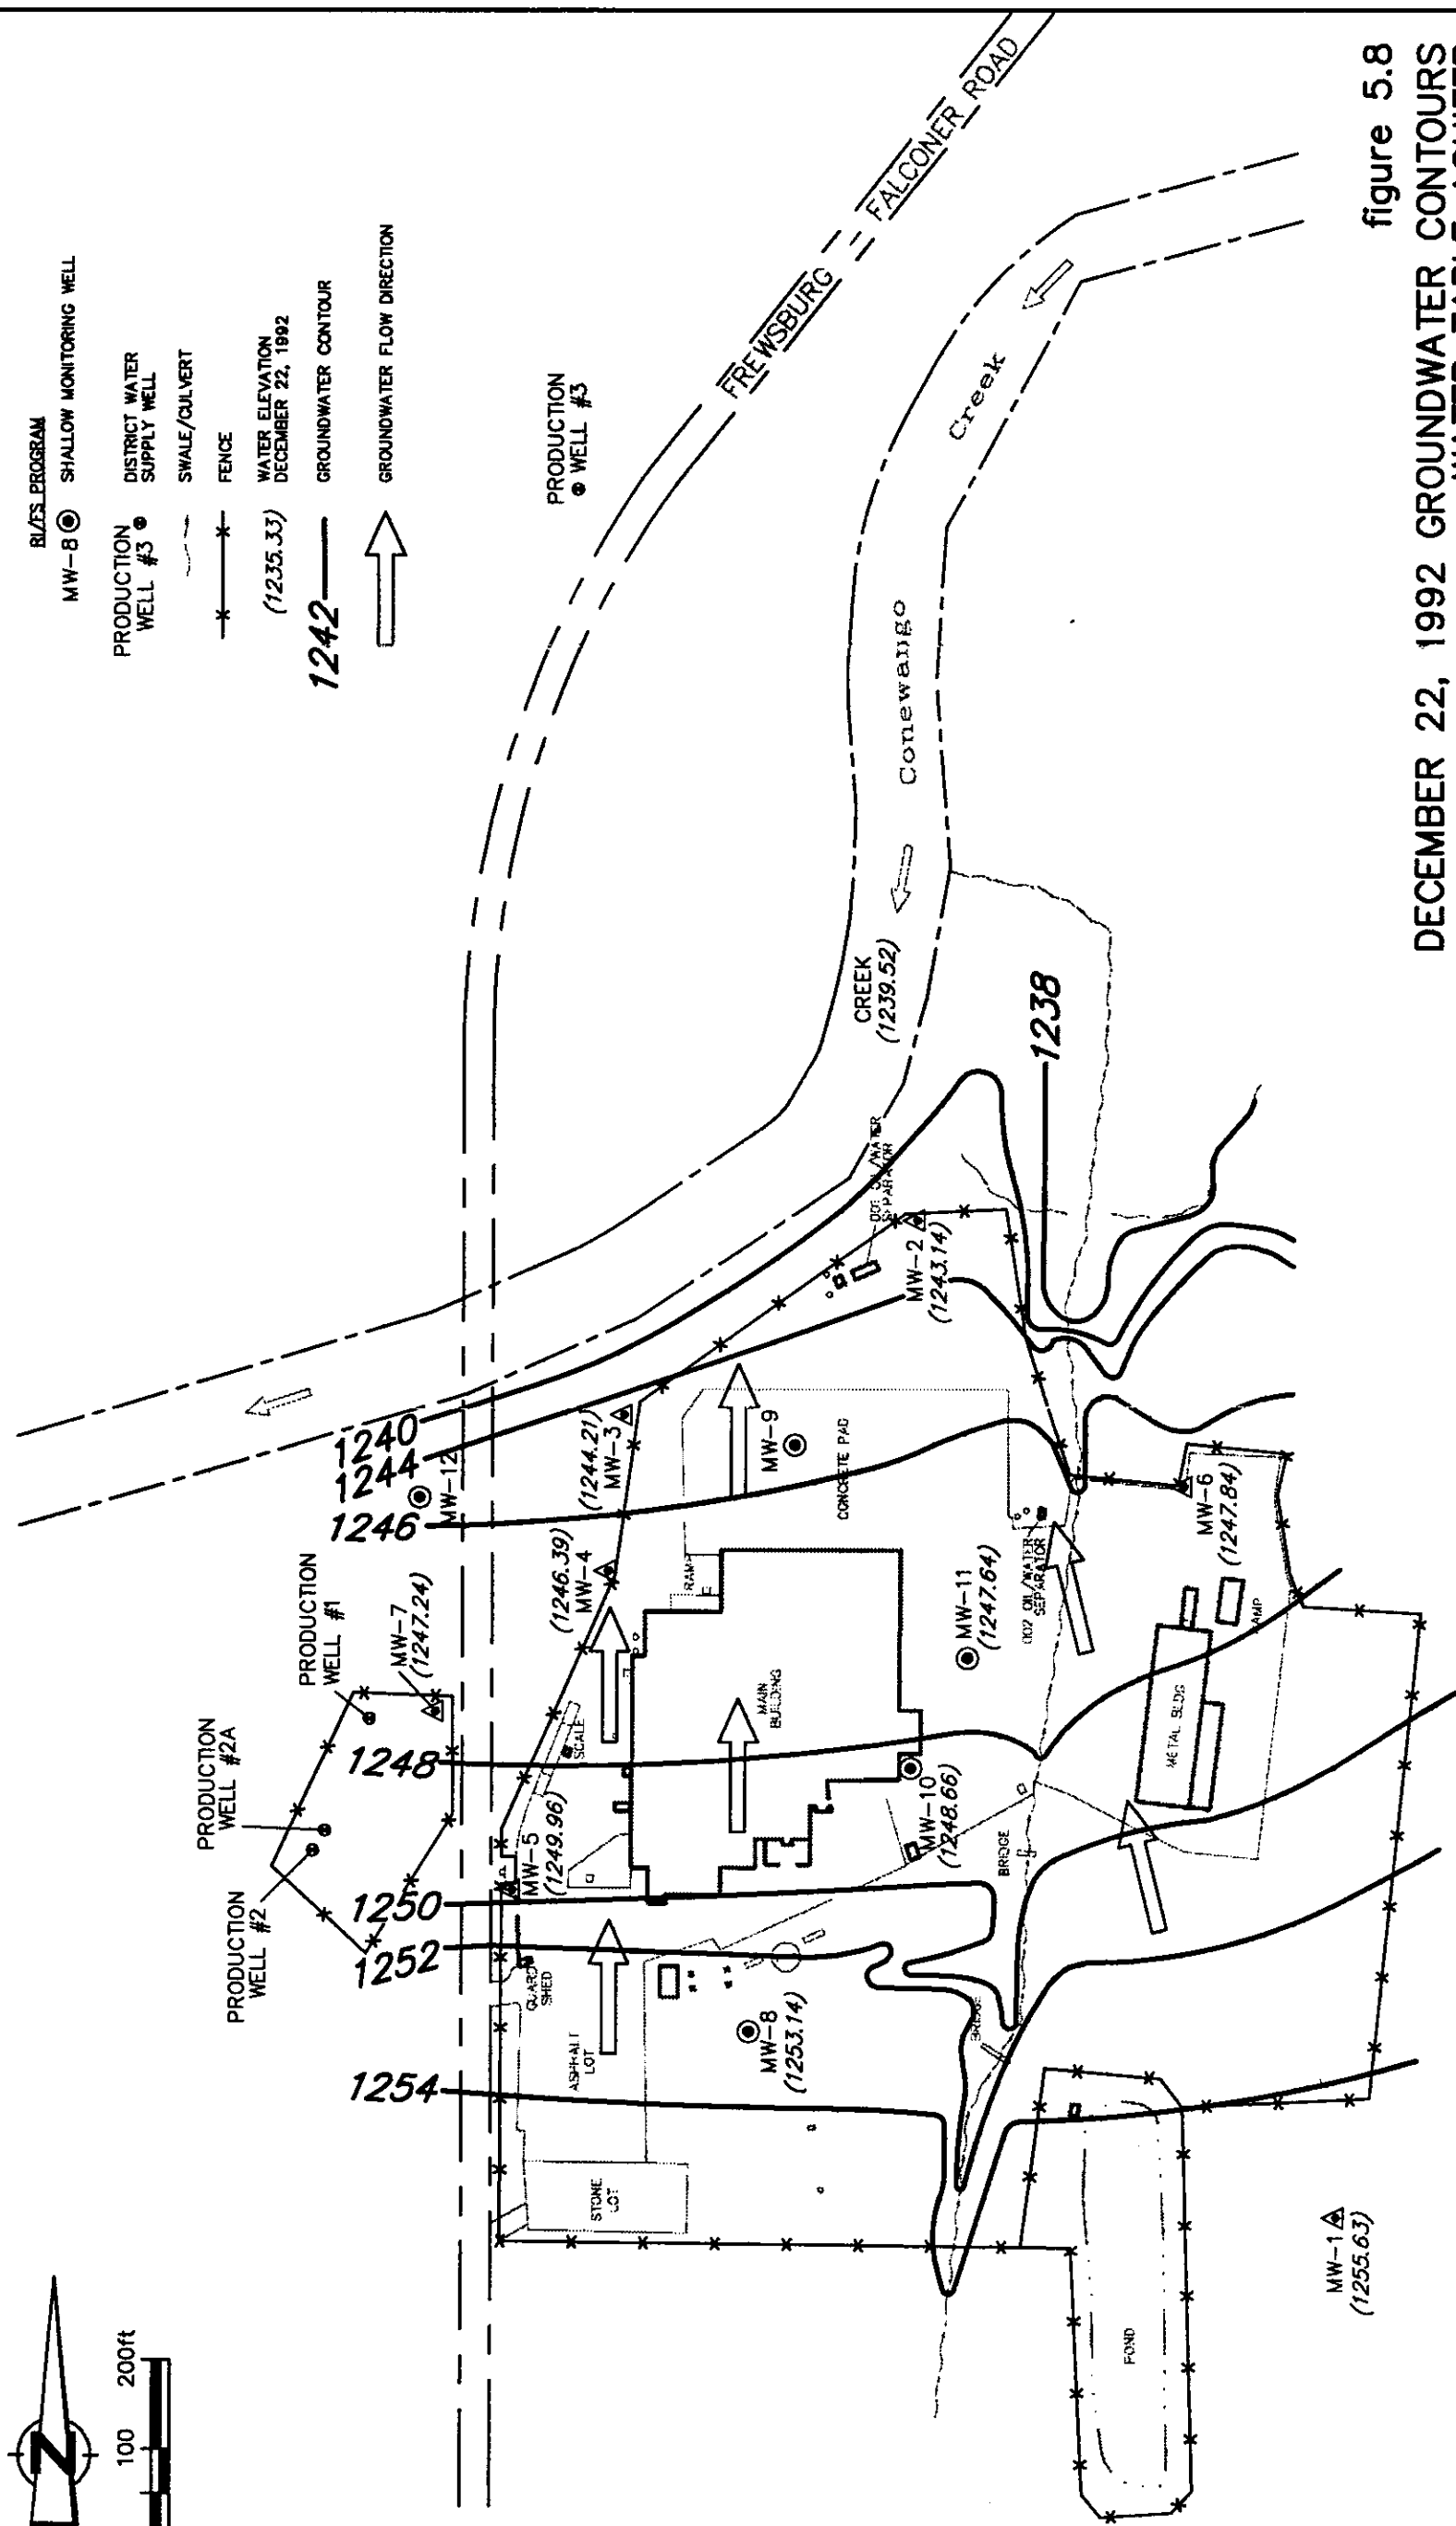 RI/FS PROGRAM
MW-8 SHALLOW MONITORING WELL
PRODUCTION
WELL #3
DISTRICT WATER
SUPPLY WELL
SWALE/CULVERT
FENCE
(1235.33)
WATER ELEVATION
DECEMBER 22, 1992
1242
GROUNDWATER CONTOUR
GROUNDWATER FLOW DIRECTION
N
100
200ft
PRODUCTION
WELL #2
PRODUCTION
WELL #2A
PRODUCTION
WELL #1
MW-7
(1247.24)
PRODUCTION
WELL #3
FREWSBURG
FALCONER ROAD
Conewango
Creek
CREEK
(1239.52)
1254
1252
1250
1248
1246
1244
1240
1238
MW-12
(1244.21)
MW-3
(1246.39)
MW-4
MW-5
(1249.96)
GUARD
SHED
ASPHALT
LOT
STONE
LOT
SCALE
RAMP
MAIN
BUILDING
MW-9
CONCRETE PAD
MW-8
(1253.14)
MW-10
(1248.66)
MW-11
(1247.64)
MW-2
(1243.14)
001 OIL/WATER
SEPARATOR
002 OIL/WATER
SEPARATOR
BRIDGE
BRIDGE
METAL BLDG
MW-6
(1247.84)
POND
MW-1
(1255.63)
figure 5.8
DECEMBER 22, 1992 GROUNDWATER CONTOURS
WATER TABLE AQUIFER